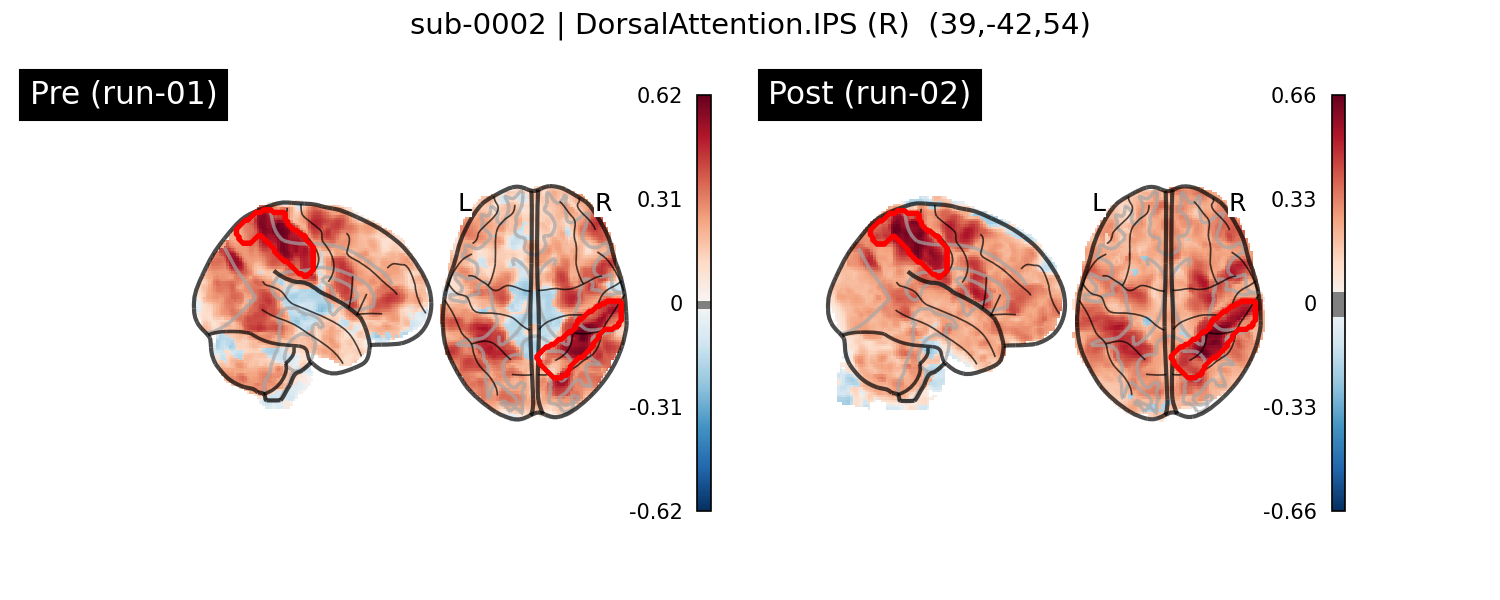 sub-0002 | DorsalAttention.IPS (R)  (39,-42,54)
Pre (run-01)
L
R
0.62
0.31
0
-0.31
-0.62
Post (run-02)
L
R
0.66
0.33
0
-0.33
-0.66